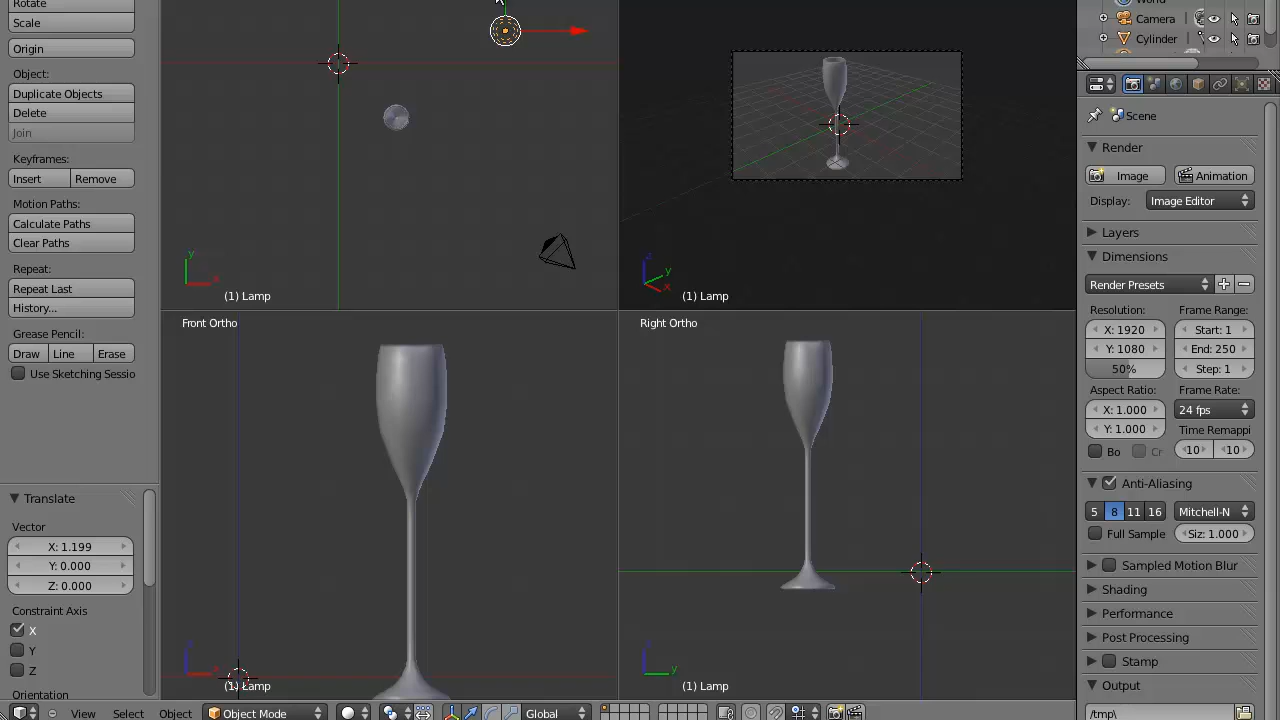 Rotate
Scale
Origin
Object:
Duplicate Objects
Delete
Join
Keyframes:
Insert Remove
Motion Paths:
Calculate Paths
Clear Paths
Repeat:
Repeat Last
History...
Grease Pencil:
Draw Line Erase
Use Sketching Sessio
Translate
Vector
X: 1.199
Y: 0.000
Z: 0.000
Constraint Axis
X
Y
Z
Orientation
y
x
(1) Lamp
z
y
x
(1) Lamp
Front Ortho
z
x
(1) Lamp
Right Ortho
z
y
(1) Lamp
View Select Object Object Mode Global
World
Camera
Cylinder
Scene
Render
Image Animation
Display: Image Editor
Layers
Dimensions
Render Presets
Resolution: Frame Range:
X: 1920 Start: 1
Y: 1080 End: 250
50% Step: 1
Aspect Ratio: Frame Rate:
X: 1.000 24 fps
Y: 1.000 Time Remappi
Bo Cr 10 10
Anti-Aliasing
5 8 11 16 Mitchell-N
Full Sample Siz: 1.000
Sampled Motion Blur
Shading
Performance
Post Processing
Stamp
Output
/tmp\